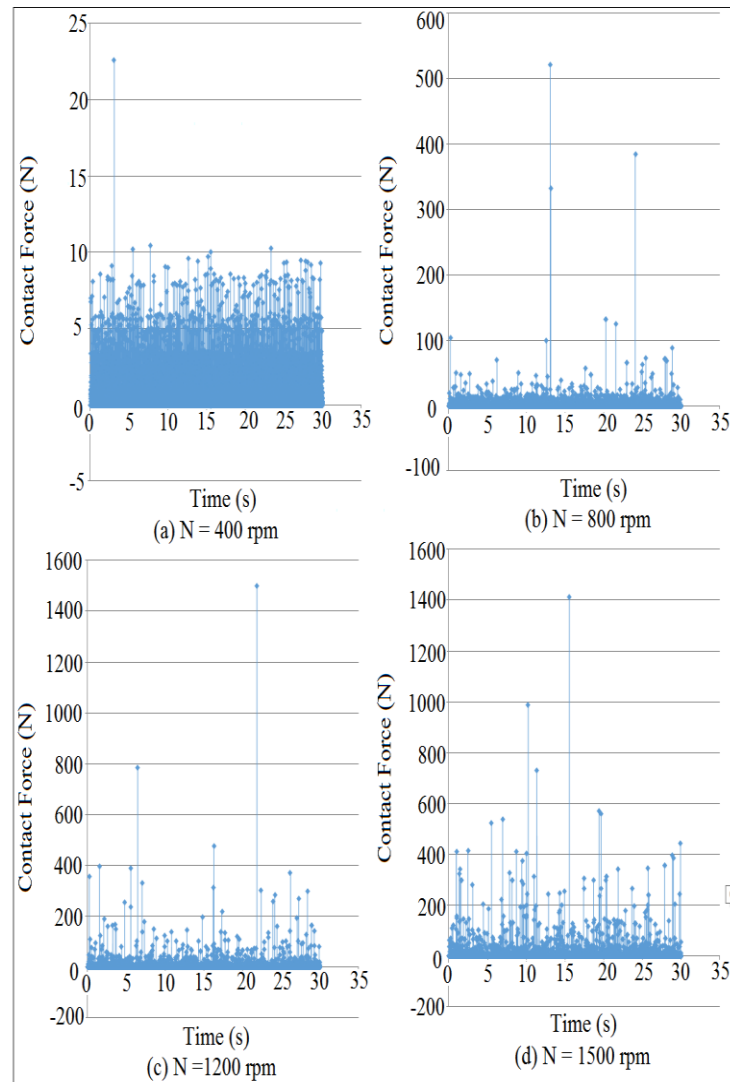 25
20
15
10
5
0
-5
Contact Force (N)
0 5 10 15 20 25 30 35
Time (s)
(a) N = 400 rpm
600
500
400
300
200
100
0
-100
Contact Force (N)
0 5 10 15 20 25 30 35
Time (s)
(b) N = 800 rpm
1600
1400
1200
1000
800
600
400
200
0
-200
Contact Force (N)
0 5 10 15 20 25 30 35
Time (s)
(c) N =1200 rpm
1600
1400
1200
1000
800
600
400
200
0
-200
Contact Force (N)
0 5 10 15 20 25 30 35
Time (s)
(d) N = 1500 rpm